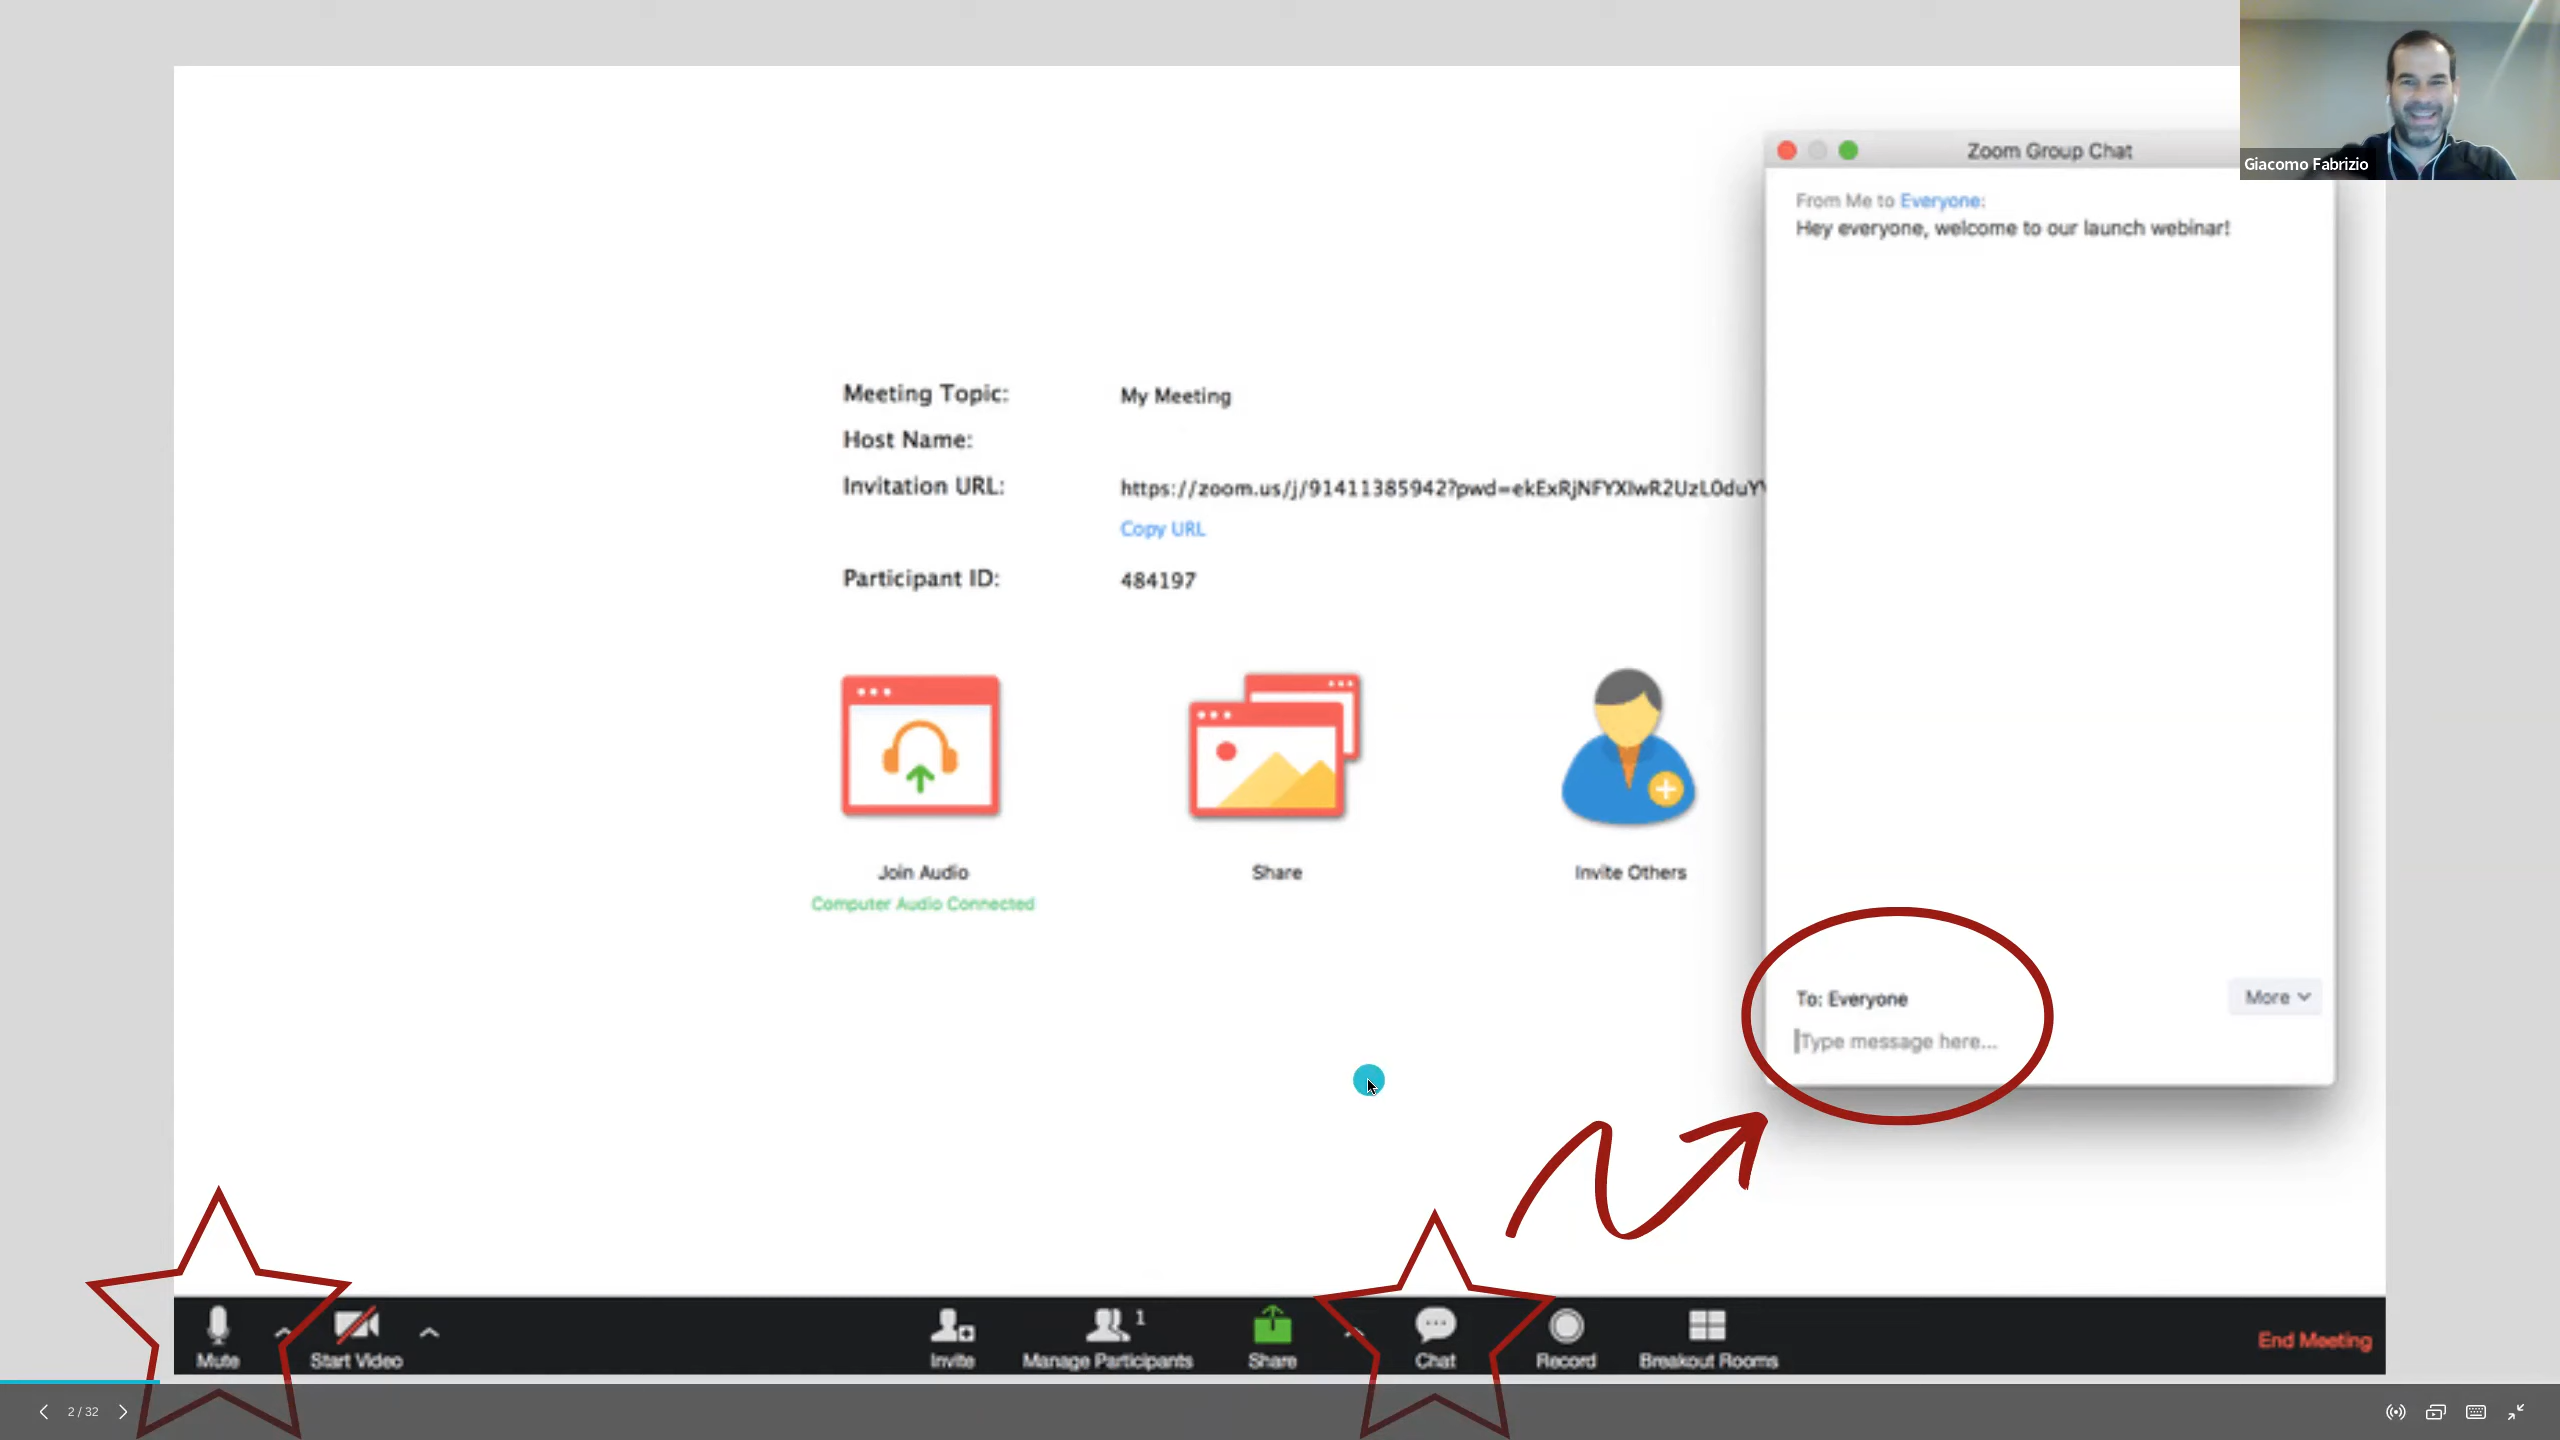 Giacomo Fabrizio
Zoom Group Chat
From Me to Everyone:
Hey everyone, welcome to our launch webinar!
Meeting Topic: My Meeting
Host Name:
Invitation URL: https://zoom.us/j/91411385942?pwd=ekExRjNFYXlwR2UzL0duY
Copy URL
Participant ID: 484197
Join Audio Share Invite Others
Computer Audio Connected
To: Everyone More
Type message here...
1
Mute Start Video Invite Manage Participants Share Chat Record Breakout Rooms End Meeting
2 / 32